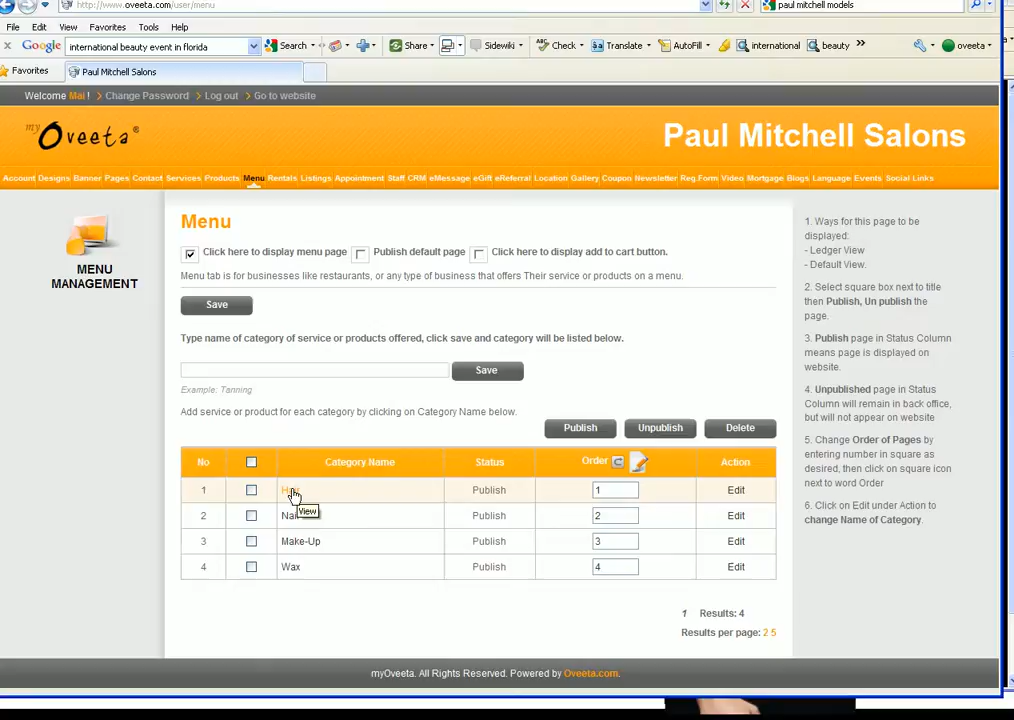 http://www.oveeta.com/user/menu
paul mitchell models
File Edit View Favorites Tools Help
Google international beauty event in florida Search Share Sidewiki Check Translate AutoFill international beauty oveeta
Favorites Paul Mitchell Salons
Welcome Mai ! > Change Password > Log out > Go to website
my Oveeta®
Paul Mitchell Salons
Account Designs Banner Pages Contact Services Products Menu Rentals Listings Appointment Staff CRM eMessage eGift eReferral Location Gallery Coupon Newsletter Reg.Form Video Mortgage Blogs Language Events Social Links
MENU
MANAGEMENT
Menu
Click here to display menu page Publish default page Click here to display add to cart button.
Menu tab is for businesses like restaurants, or any type of business that offers Their service or products on a menu.
Save
Type name of category of service or products offered, click save and category will be listed below.
Save
Example: Tanning
Add service or product for each category by clicking on Category Name below.
Publish Unpublish Delete
No Category Name Status Order Action
1 Publish 1 Edit
View
2 Publish 2 Edit
3 Make-Up Publish 3 Edit
4 Wax Publish 4 Edit
1 Results: 4
Results per page: 2 5
1. Ways for this page to be
displayed:
- Ledger View
- Default View.
2. Select square box next to title
then Publish, Un publish the
page.
3. Publish page in Status Column
means page is displayed on
website.
4. Unpublished page in Status
Column will remain in back office,
but will not appear on website
5. Change Order of Pages by
entering number in square as
desired, then click on square icon
next to word Order
6. Click on Edit under Action to
change Name of Category.
myOveeta. All Rights Reserved. Powered by Oveeta.com.